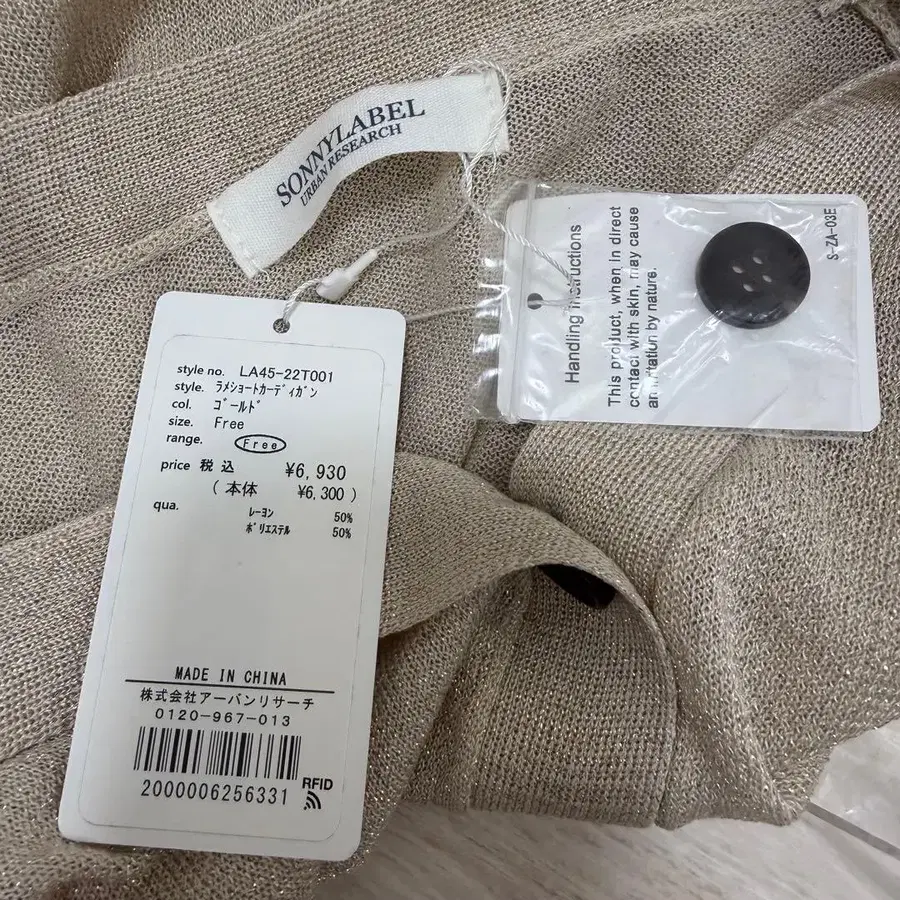 SONNYLABEL
URBAN RESEARCH
style no. LA45-22T001
style. ﾗﾒｼｮｰﾄｶｰﾃﾞｨｶﾞﾝ
col. ｺﾞｰﾙﾄﾞ
size. Free
range. Free
price 税込 ¥6,930
( 本体 ¥6,300 )
qua. ﾚｰﾖﾝ 50%
ﾎﾟﾘｴｽﾃﾙ 50%
MADE IN CHINA
株式会社アーバンリサーチ
0120-967-013
2000006256331
RFID
Handling instructions
This product, when in direct
contact with skin, may cause
an irritation by nature.
S-ZA-03E